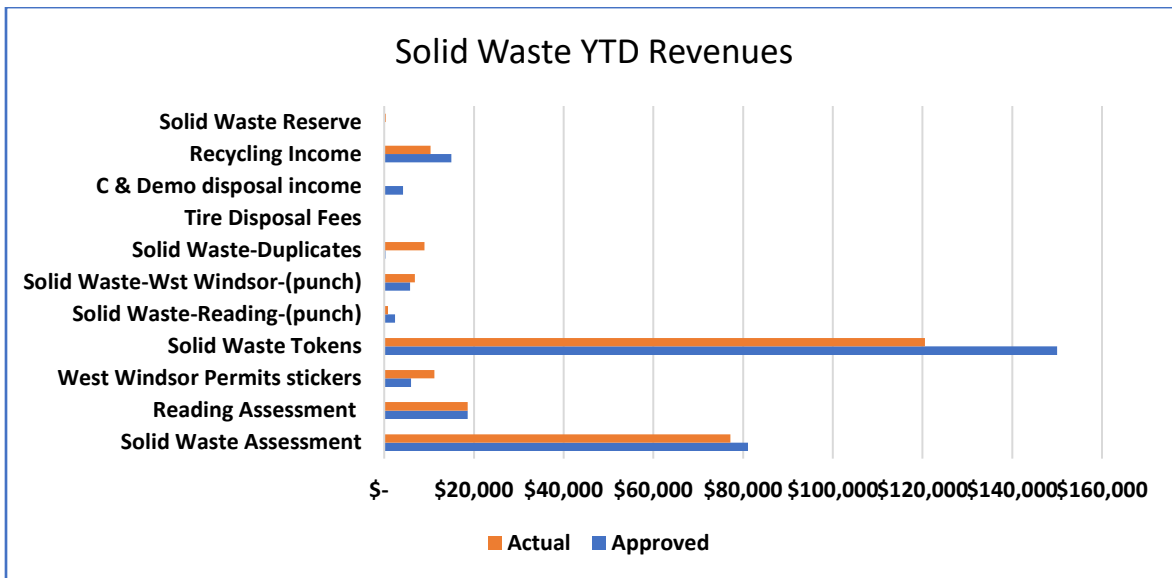 Solid Waste YTD Revenues
Solid Waste Reserve
Recycling Income
C & Demo disposal income
Tire Disposal Fees
Solid Waste-Duplicates
Solid Waste-Wst Windsor-(punch)
Solid Waste-Reading-(punch)
Solid Waste Tokens
West Windsor Permits stickers
Reading Assessment
Solid Waste Assessment
$- $20,000 $40,000 $60,000 $80,000 $100,000 $120,000 $140,000 $160,000
Actual Approved